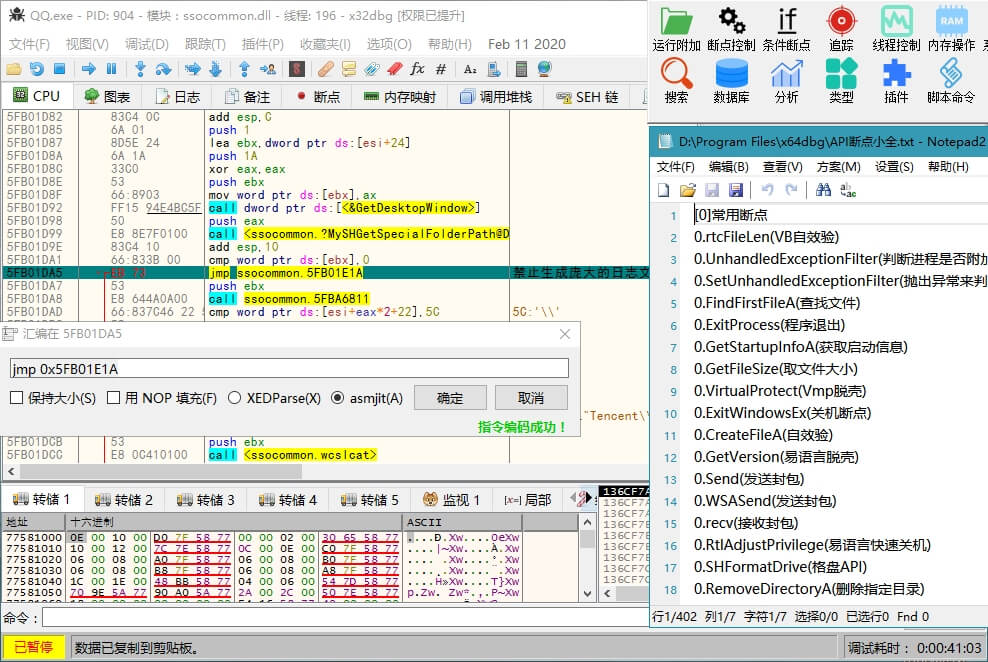 QQ.exe - PID: 904 - 模块：ssocommon.dll - 线程: 196 - x32dbg [权限已提升]
文件(F) 视图(V) 调试(D) 跟踪(T) 插件(P) 收藏夹(I) 选项(O) 帮助(H) Feb 11 2020
CPU 图表 日志 备注 断点 内存映射 调用堆栈 SEH 链
5FB01D82 83C4 0C add esp,C
5FB01D85 6A 01 push 1
5FB01D87 8D5E 24 lea ebx,dword ptr ds:[esi+24]
5FB01D8A 6A 1A push 1A
5FB01D8C 33C0 xor eax,eax
5FB01D8E 53 push ebx
5FB01D8F 66:8903 mov word ptr ds:[ebx],ax
5FB01D92 FF15 94E4BC5F call dword ptr ds:[<&GetDesktopWindow>]
5FB01D98 50 push eax
5FB01D99 E8 8E7F0100 call <ssocommon.?MySHGetSpecialFolderPath@D
5FB01D9E 83C4 10 add esp,10
5FB01DA1 66:833B 00 cmp word ptr ds:[ebx],0
5FB01DA5 EB 73 jmp ssocommon.5FB01E1A 禁止生成庞大的日志文
5FB01DA7 53 push ebx
5FB01DA8 E8 644A0A00 call ssocommon.5FBA6811
5FB01DAD 66:837C46 22 5 cmp word ptr ds:[esi+eax*2+22],5C 5C:'\\'
汇编在 5FB01DA5
jmp 0x5FB01E1A
保持大小(S) 用 NOP 填充(F) XEDParse(X) asmjit(A) 确定 取消
指令编码成功！
"Tencent\\
5FB01DCB 53 push ebx
5FB01DCC E8 0G410100 call <ssocommon.wcslcat>
转储 1 转储 2 转储 3 转储 4 转储 5 监视 1 [x=] 局部
地址 十六进制 ASCII
77581000 0E 00 10 00 D0 7F 58 77 00 00 02 00 30 65 58 77 ....Ð.Xw....0eXw
77581010 10 00 12 00 7C 7E 58 77 0C 00 0E 00 C0 7F 58 77 ....|~Xw....À.Xw
77581020 06 00 08 00 A0 7F 58 77 06 00 08 00 B0 7F 58 77 .... .Xw....°.Xw
77581030 06 00 08 00 B8 7F 58 77 06 00 08 00 A8 7F 58 77 ....¸.Xw....¨.Xw
77581040 1C 00 1E 00 48 BB 58 77 04 00 06 00 54 7D 58 77 ....H»Xw....T}Xw
77581050 70 9E 5A 77 90 A0 5A 77 2A 00 2C 00 50 7E 58 77 p.Zw. Zw*.,.P~Xw
136CF7A
136CF7A
命令：
已暂停 数据已复制到剪贴板。 调试耗时： 0:00:41:03
运行附加 断点控制 条件断点 追踪 线程控制 内存操作
搜索 数据库 分析 类型 插件 脚本命令
if
RAM
D:\Program Files\x64dbg\API断点小全.txt - Notepad2
文件(F) 编辑(B) 查看(V) 方案(M) 设置(S) 帮助(H)
1 [0]常用断点
2 0.rtcFileLen(VB自效验)
3 0.UnhandledExceptionFilter(判断进程是否附加
4 0.SetUnhandledExceptionFilter(抛出异常来判
5 0.FindFirstFileA(查找文件)
6 0.ExitProcess(程序退出)
7 0.GetStartupInfoA(获取启动信息)
8 0.GetFileSize(取文件大小)
9 0.VirtualProtect(Vmp脱壳)
10 0.ExitWindowsEx(关机断点)
11 0.CreateFileA(自效验)
12 0.GetVersion(易语言脱壳)
13 0.Send(发送封包)
14 0.WSASend(发送封包)
15 0.recv(接收封包)
16 0.RtlAdjustPrivilege(易语言快速关机)
17 0.SHFormatDrive(格盘API)
18 0.RemoveDirectoryA(删除指定目录)
行1/402 列1/7 字符1/7 选择0/0 已选行0 Fnd 0